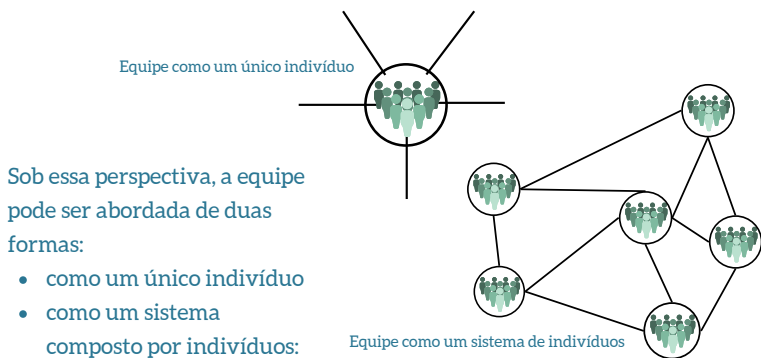 Equipe como um único indivíduo
Sob essa perspectiva, a equipe
pode ser abordada de duas
formas:
• como um único indivíduo
• como um sistema
composto por indivíduos:
Equipe como um sistema de indivíduos